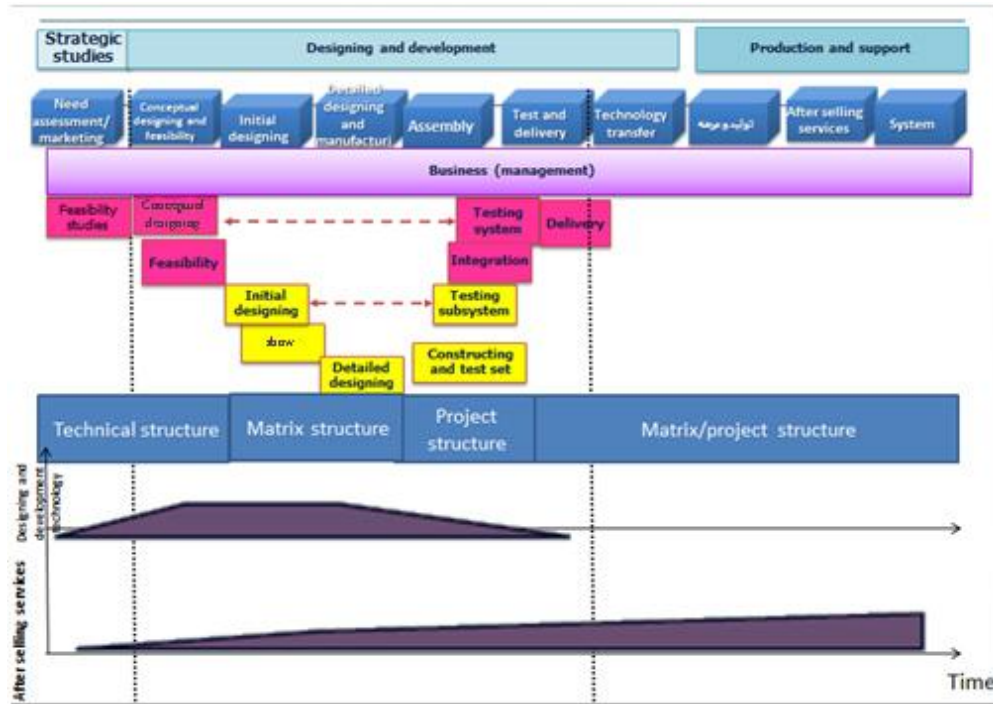 Strategic
studies
Designing and development
Production and support
Need
assessment/
marketing
Conceptual
designing and
feasibility
Initial
designing
Detailed
designing
and
manufacturi
Assembly
Test and
delivery
Technology
transfer
تولید و عرضه
After selling
services
System
Business (management)
Feasibility
studies
Conceptual
designing
Testing
system
Delivery
Feasibility
Integration
Initial
designing
Testing
subsystem
show
Detailed
designing
Constructing
and test set
Technical structure
Matrix structure
Project
structure
Matrix/project structure
Designing and
development
technology
After selling services
Time